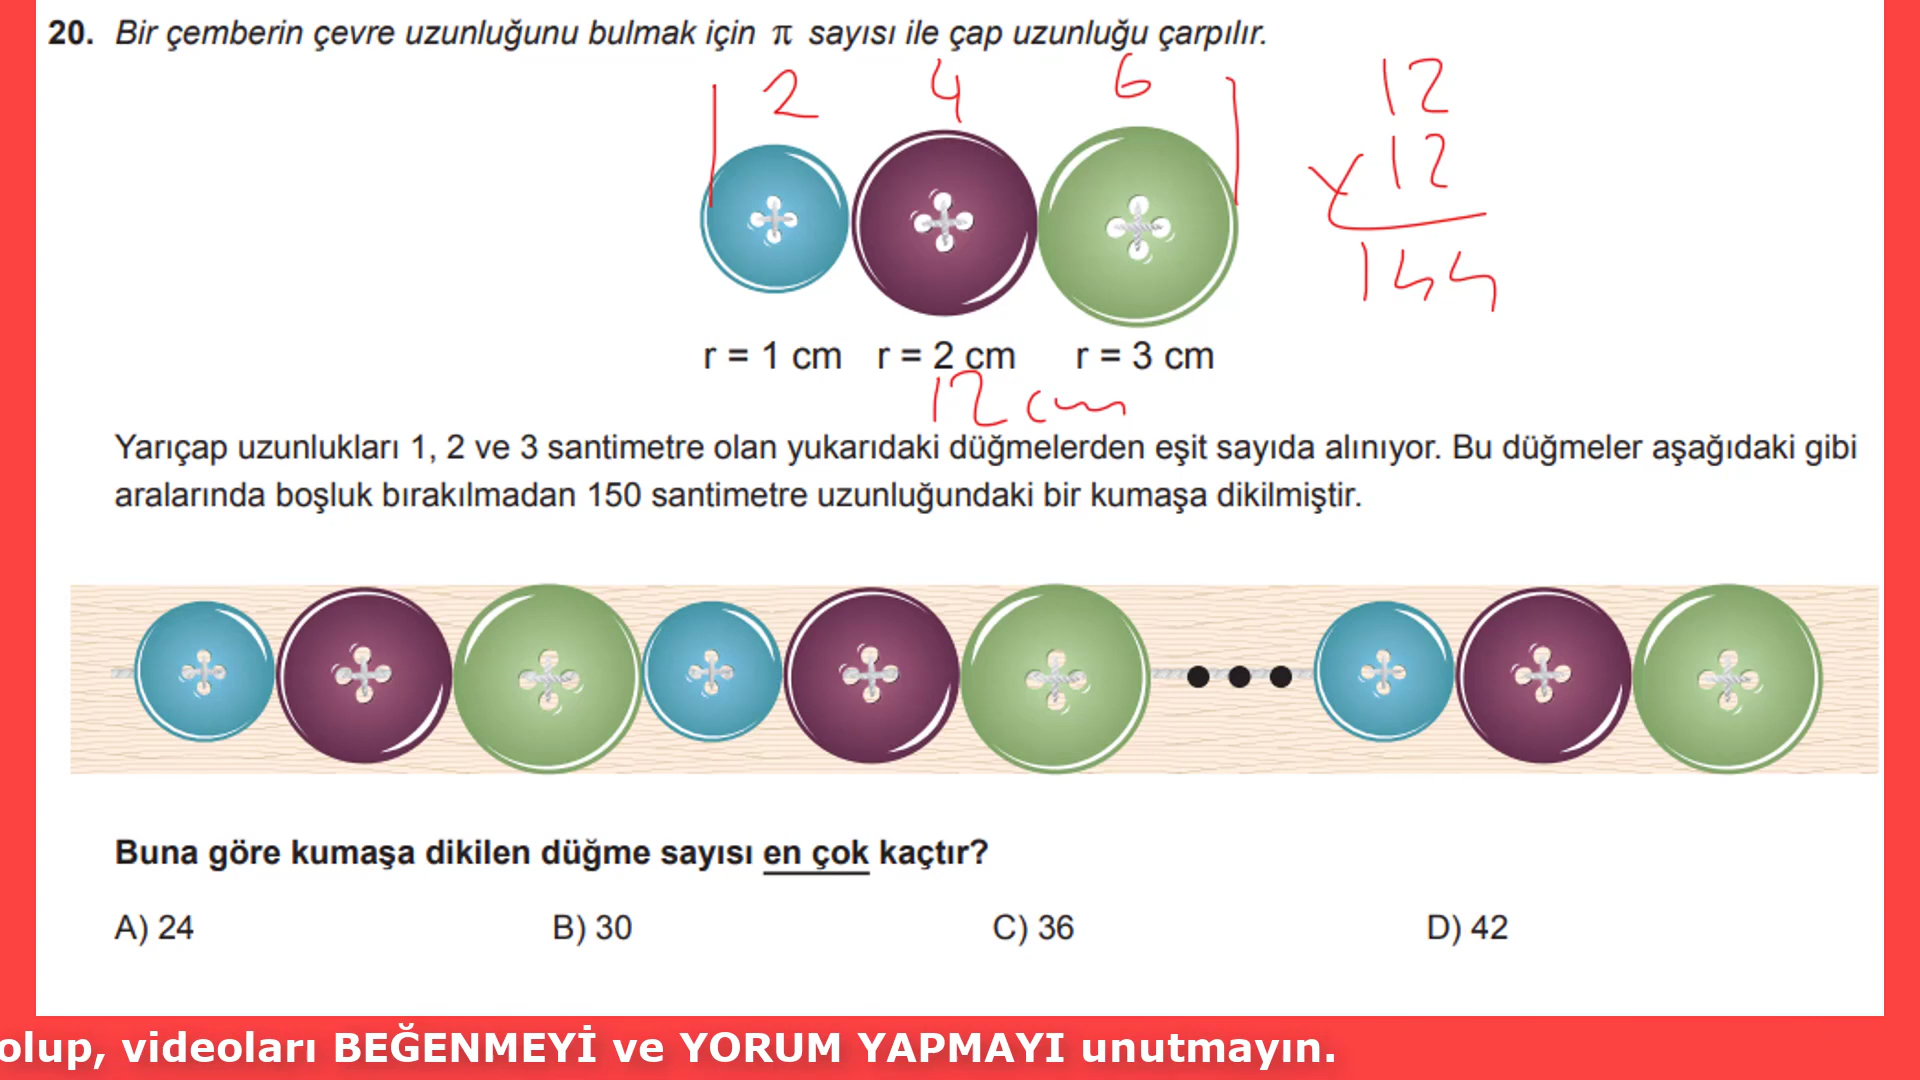 20. Bir çemberin çevre uzunluğunu bulmak için π sayısı ile çap uzunluğu çarpılır.
2 4 6
12
x 12
144
r = 1 cm r = 2 cm r = 3 cm
12 cm
Yarıçap uzunlukları 1, 2 ve 3 santimetre olan yukarıdaki düğmelerden eşit sayıda alınıyor. Bu düğmeler aşağıdaki gibi
aralarında boşluk bırakılmadan 150 santimetre uzunluğundaki bir kumaşa dikilmiştir.
Buna göre kumaşa dikilen düğme sayısı en çok kaçtır?
A) 24 B) 30 C) 36 D) 42
olup, videoları BEĞENMEYİ ve YORUM YAPMAYI unutmayın.